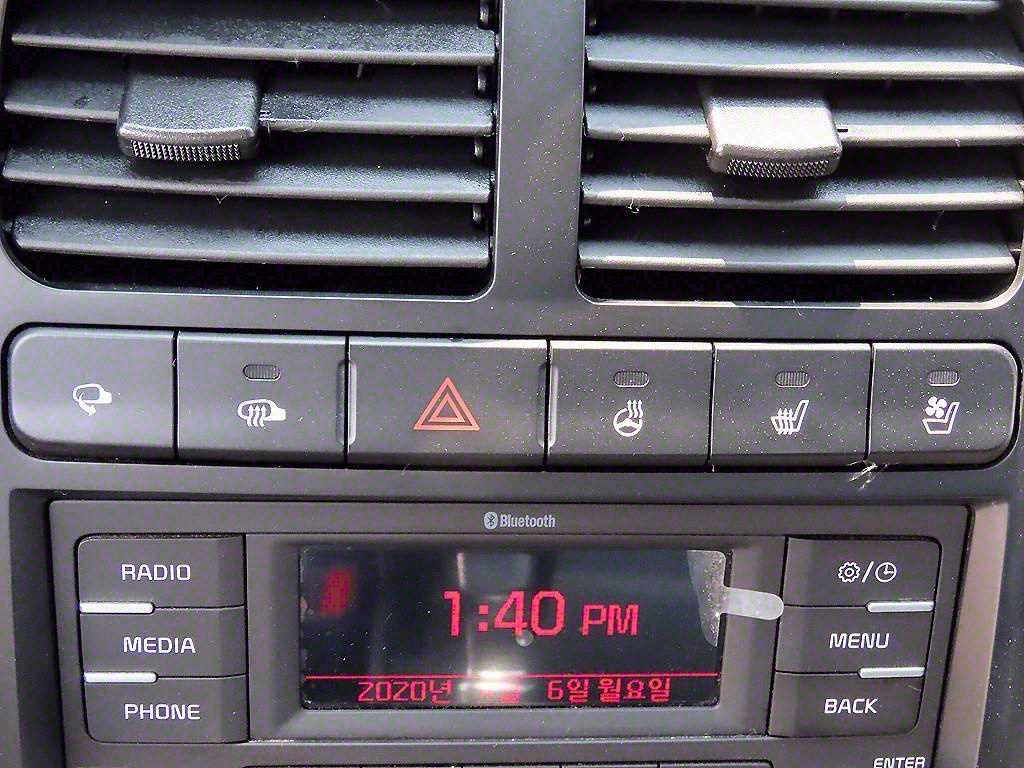 Bluetooth
RADIO
MEDIA
PHONE
1:40 PM
2020년 6일 월요일
MENU
BACK
ENTER